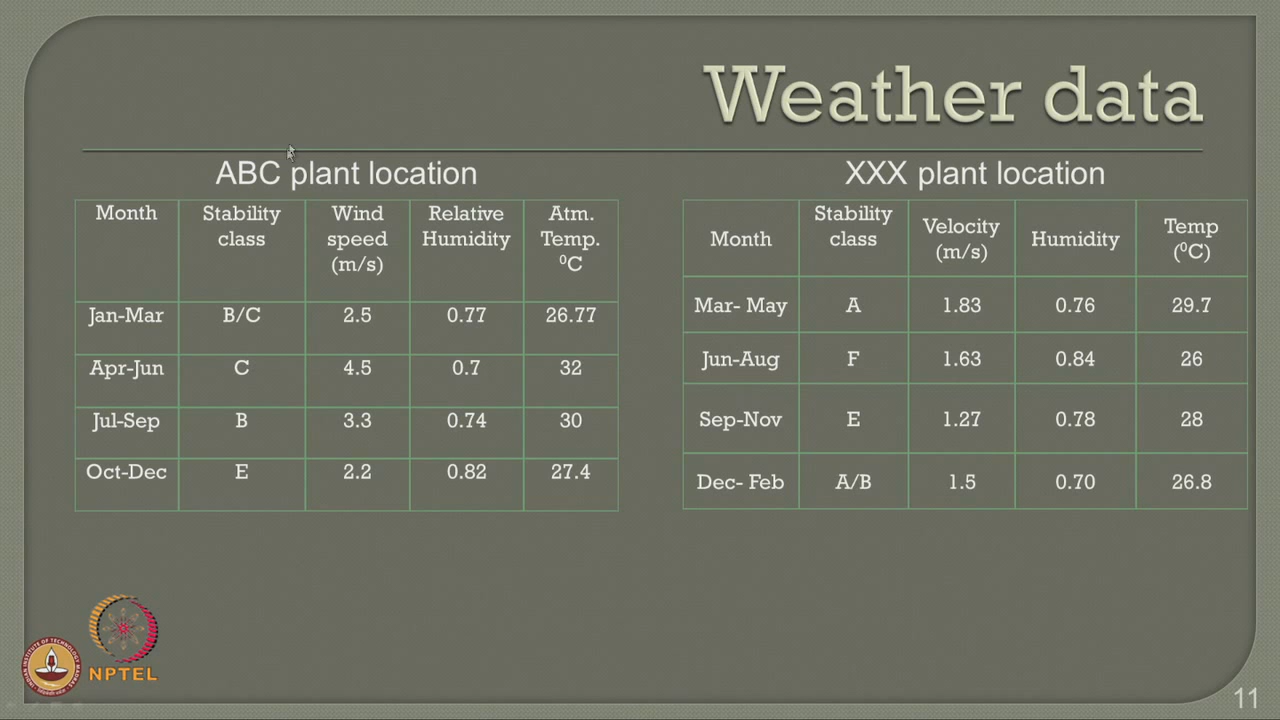 Weather data
ABC plant location
Month Stability class Wind speed (m/s) Relative Humidity Atm. Temp. ⁰C
Jan-Mar B/C 2.5 0.77 26.77
Apr-Jun C 4.5 0.7 32
Jul-Sep B 3.3 0.74 30
Oct-Dec E 2.2 0.82 27.4
XXX plant location
Month Stability class Velocity (m/s) Humidity Temp (⁰C)
Mar- May A 1.83 0.76 29.7
Jun-Aug F 1.63 0.84 26
Sep-Nov E 1.27 0.78 28
Dec- Feb A/B 1.5 0.70 26.8
NPTEL
11